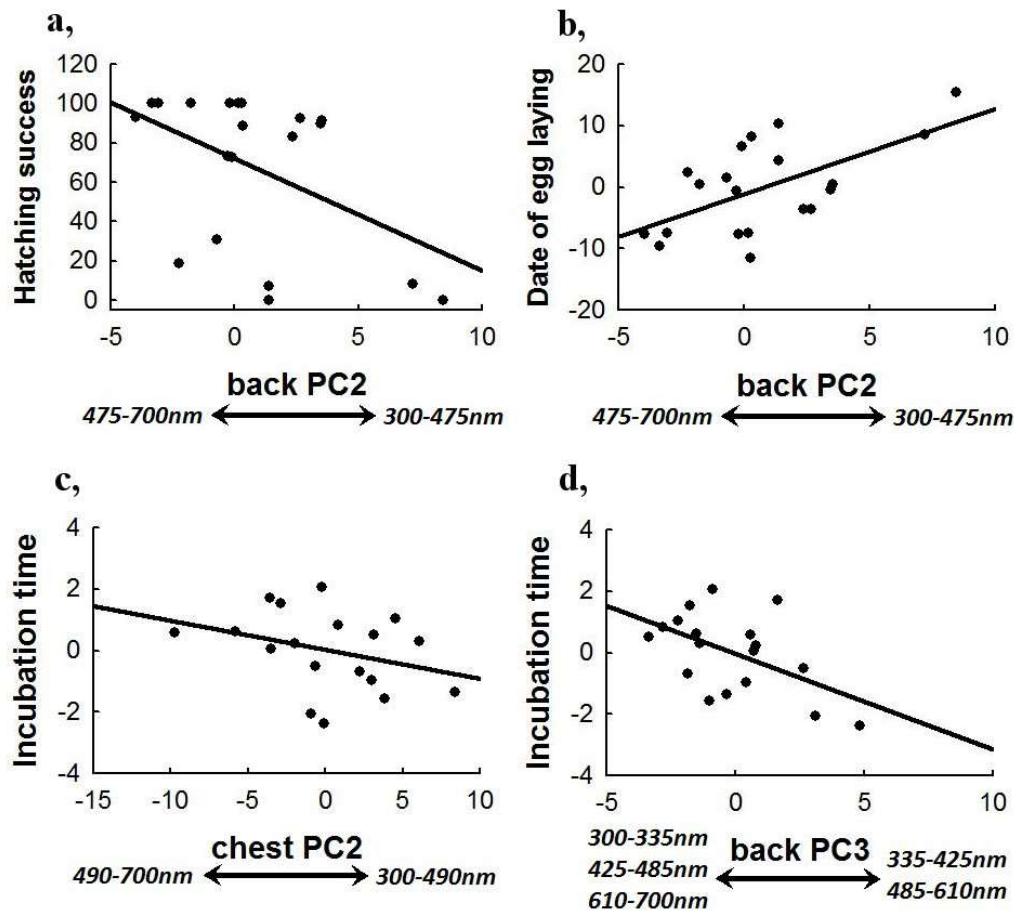 a,
Hatching success
120
100
80
60
40
20
0
-5 0 5 10
back PC2
475-700nm 300-475nm
b,
Date of egg laying
20
10
0
-10
-20
-5 0 5 10
back PC2
475-700nm 300-475nm
c,
Incubation time
4
2
0
-2
-4
-15 -10 -5 0 5 10
chest PC2
490-700nm 300-490nm
d,
Incubation time
4
2
0
-2
-4
-5 0 5 10
300-335nm
425-485nm
610-700nm
back PC3
335-425nm
485-610nm